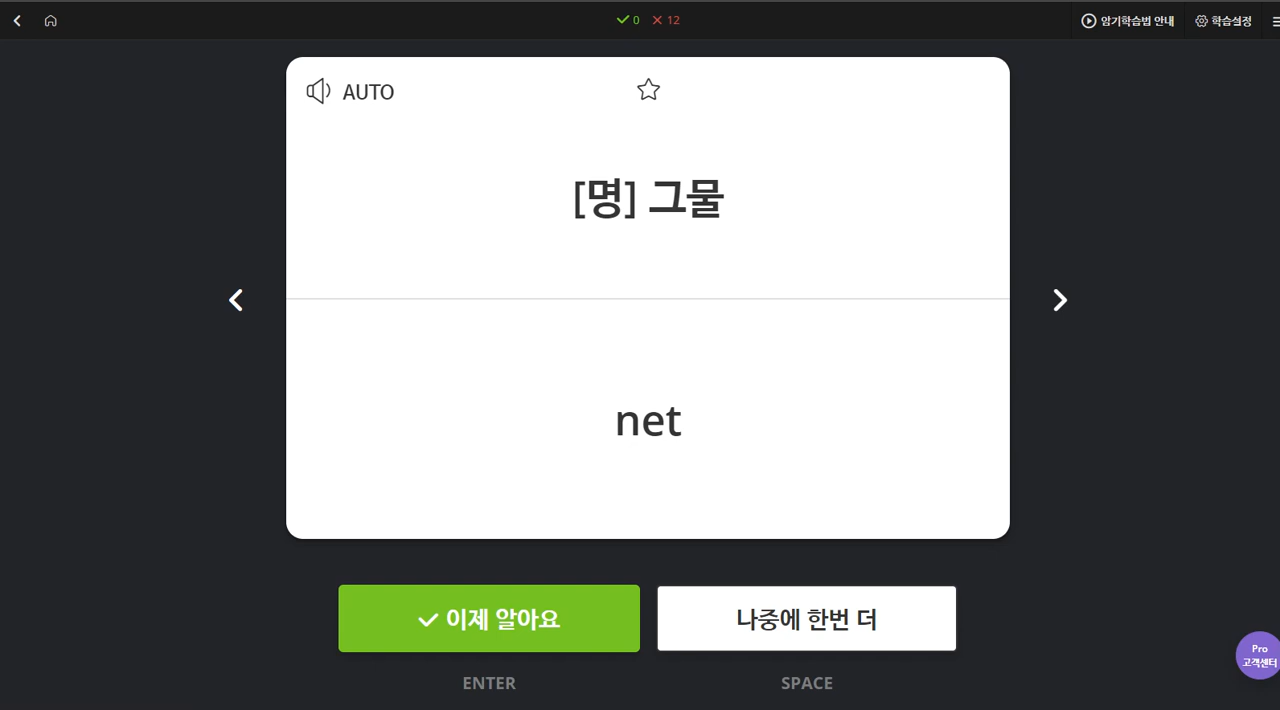 0 12 암기학습법 안내 학습설정
AUTO
[명] 그물
net
이제 알아요 나중에 한번 더
ENTER SPACE
Pro
고객센터